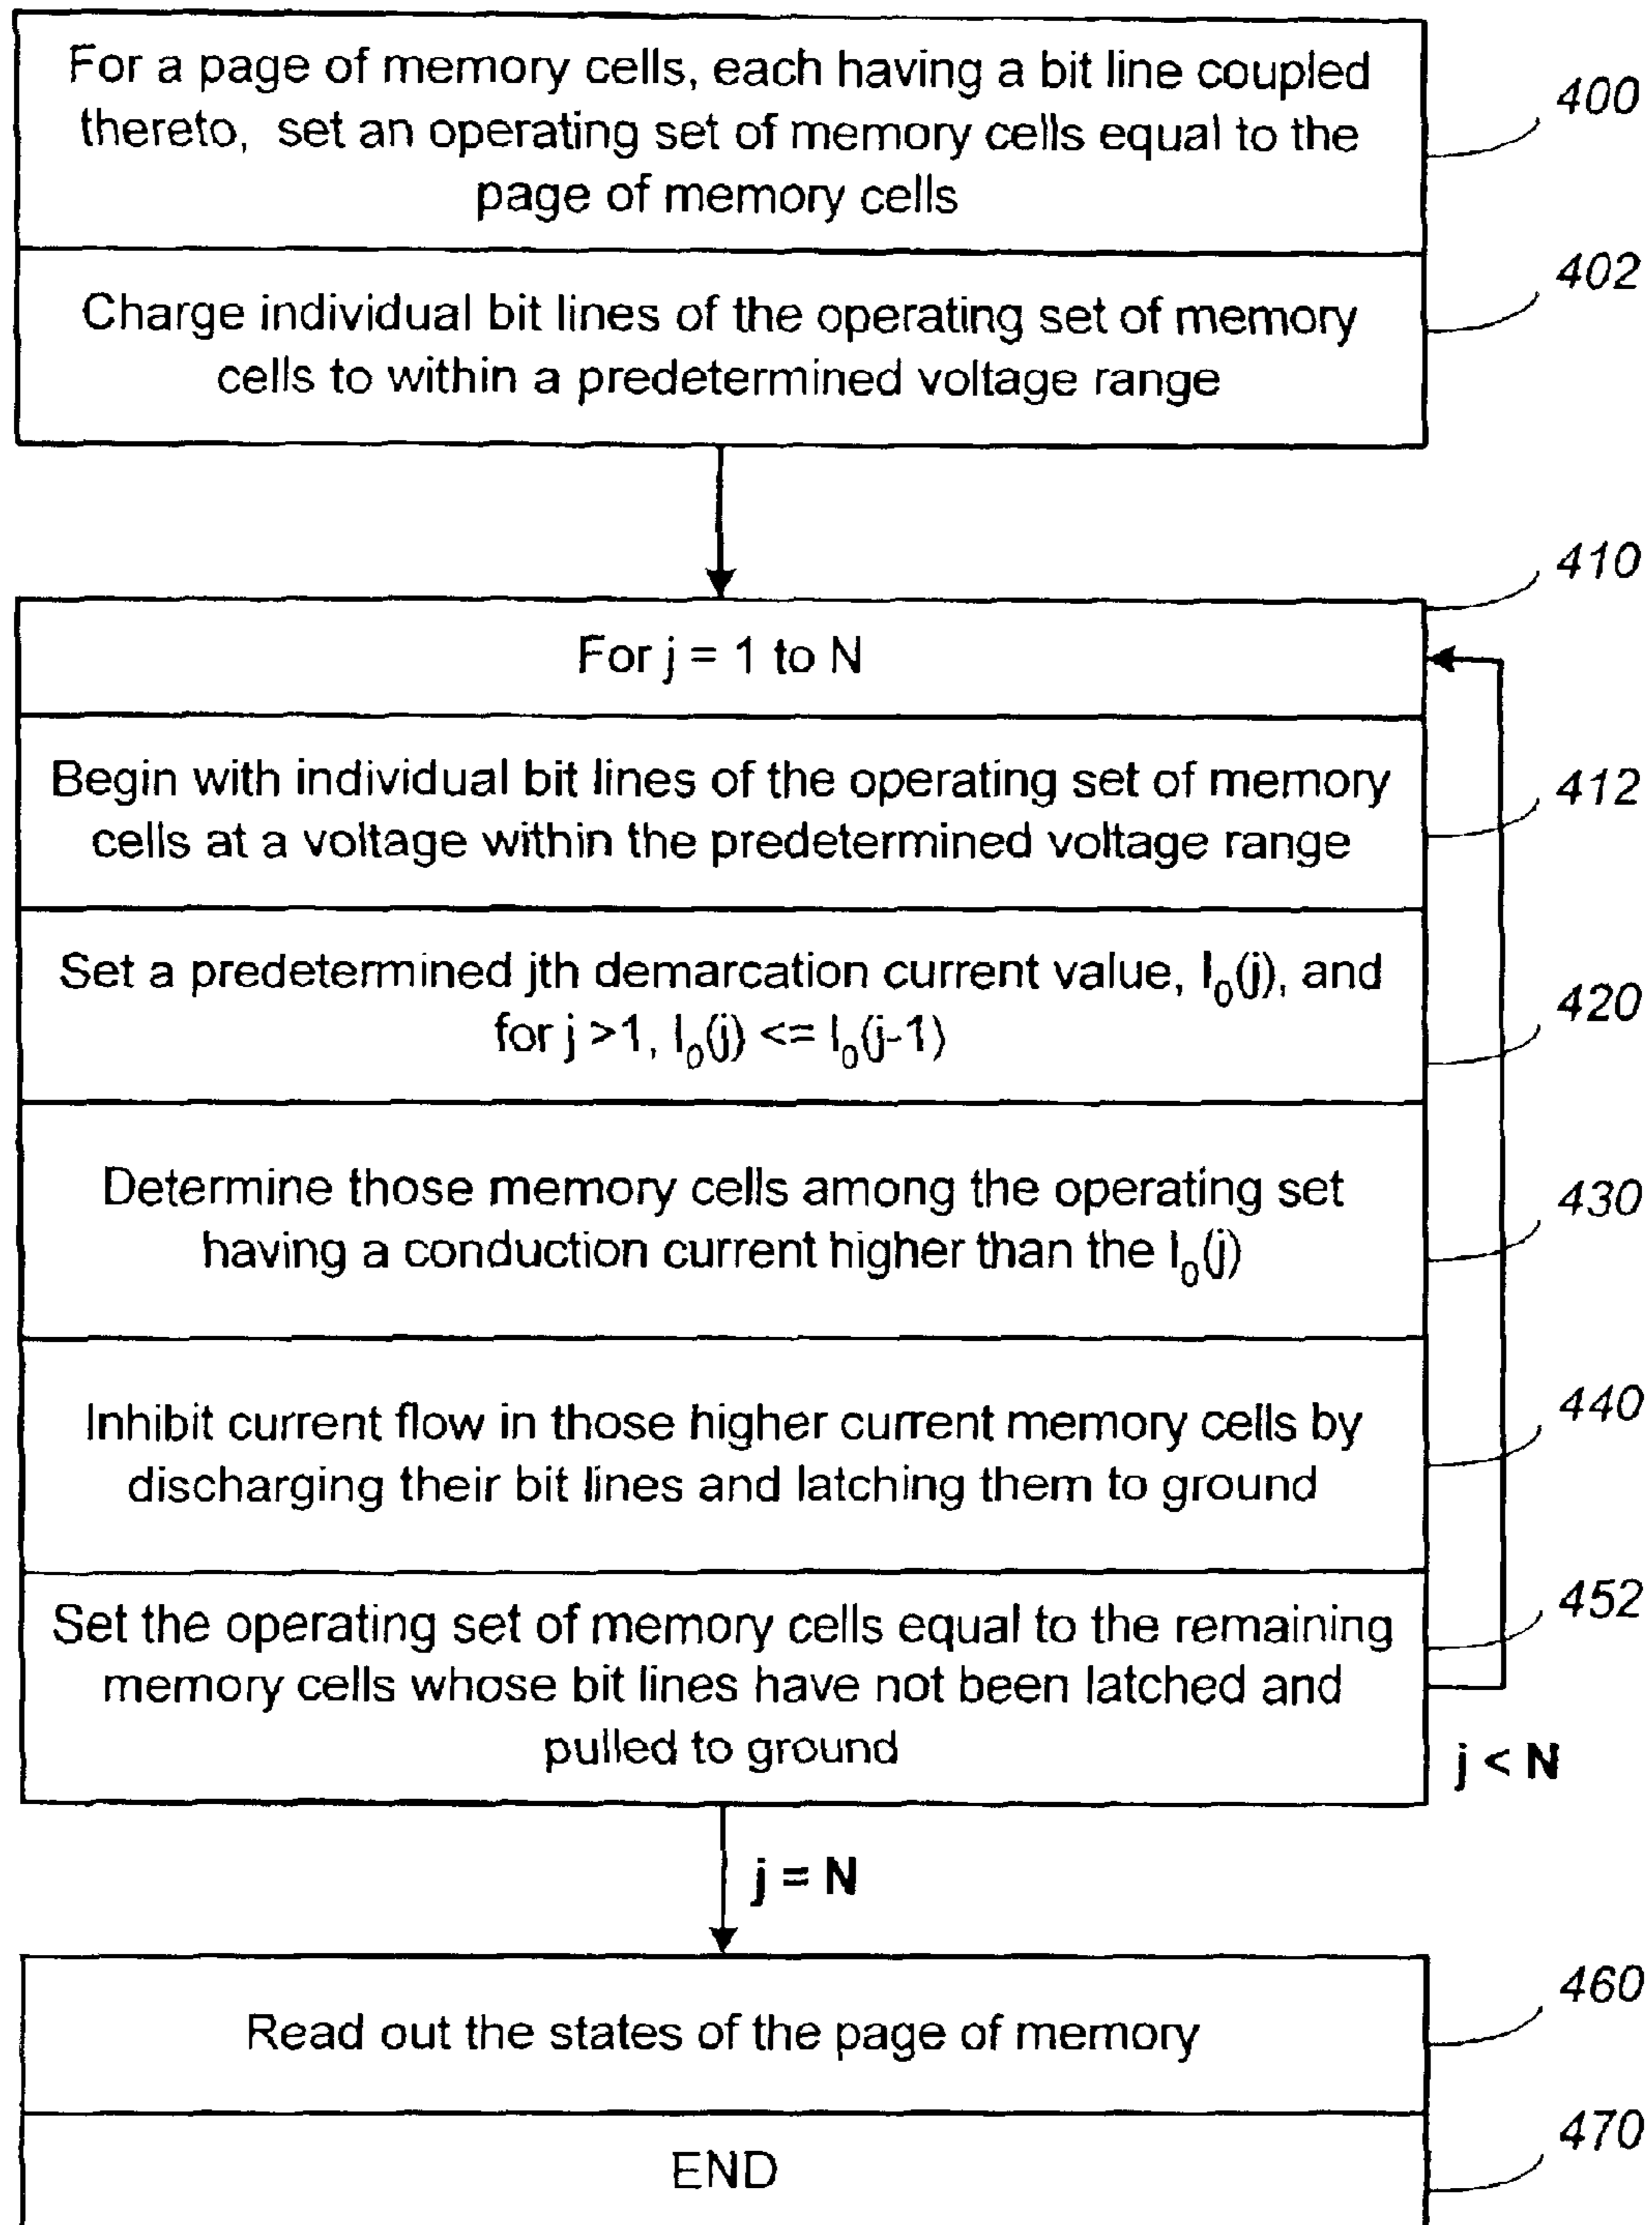 For a page of memory cells, each having a bit line coupled
thereto, set an operating set of memory cells equal to the
page of memory cells
400
Charge individual bit lines of the operating set of memory
cells to within a predetermined voltage range
402
410
For j = 1 to N
Begin with individual bit lines of the operating set of memory
cells at a voltage within the predetermined voltage range
412
Set a predetermined jth demarcation current value, I₀(j), and
for j >1, I₀(j) <= I₀(j-1)
420
Determine those memory cells among the operating set
having a conduction current higher than the I₀(j)
430
Inhibit current flow in those higher current memory cells by
discharging their bit lines and latching them to ground
440
Set the operating set of memory cells equal to the remaining
memory cells whose bit lines have not been latched and
pulled to ground
452
j < N
j = N
Read out the states of the page of memory
460
END
470